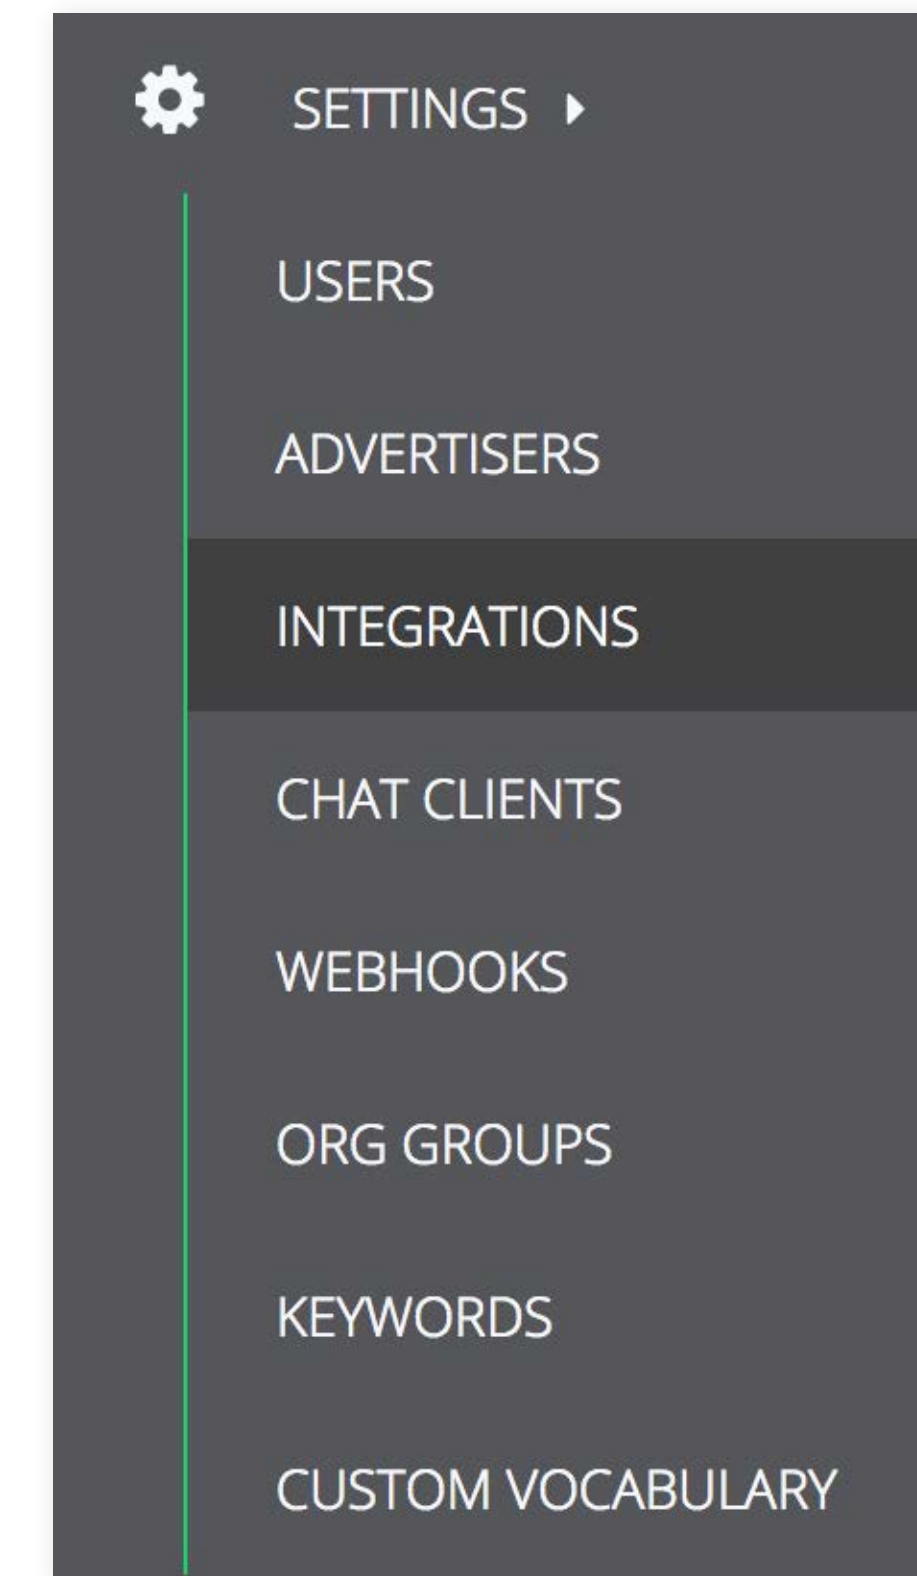 SETTINGS
USERS
ADVERTISERS
INTEGRATIONS
CHAT CLIENTS
WEBHOOKS
ORG GROUPS
KEYWORDS
CUSTOM VOCABULARY